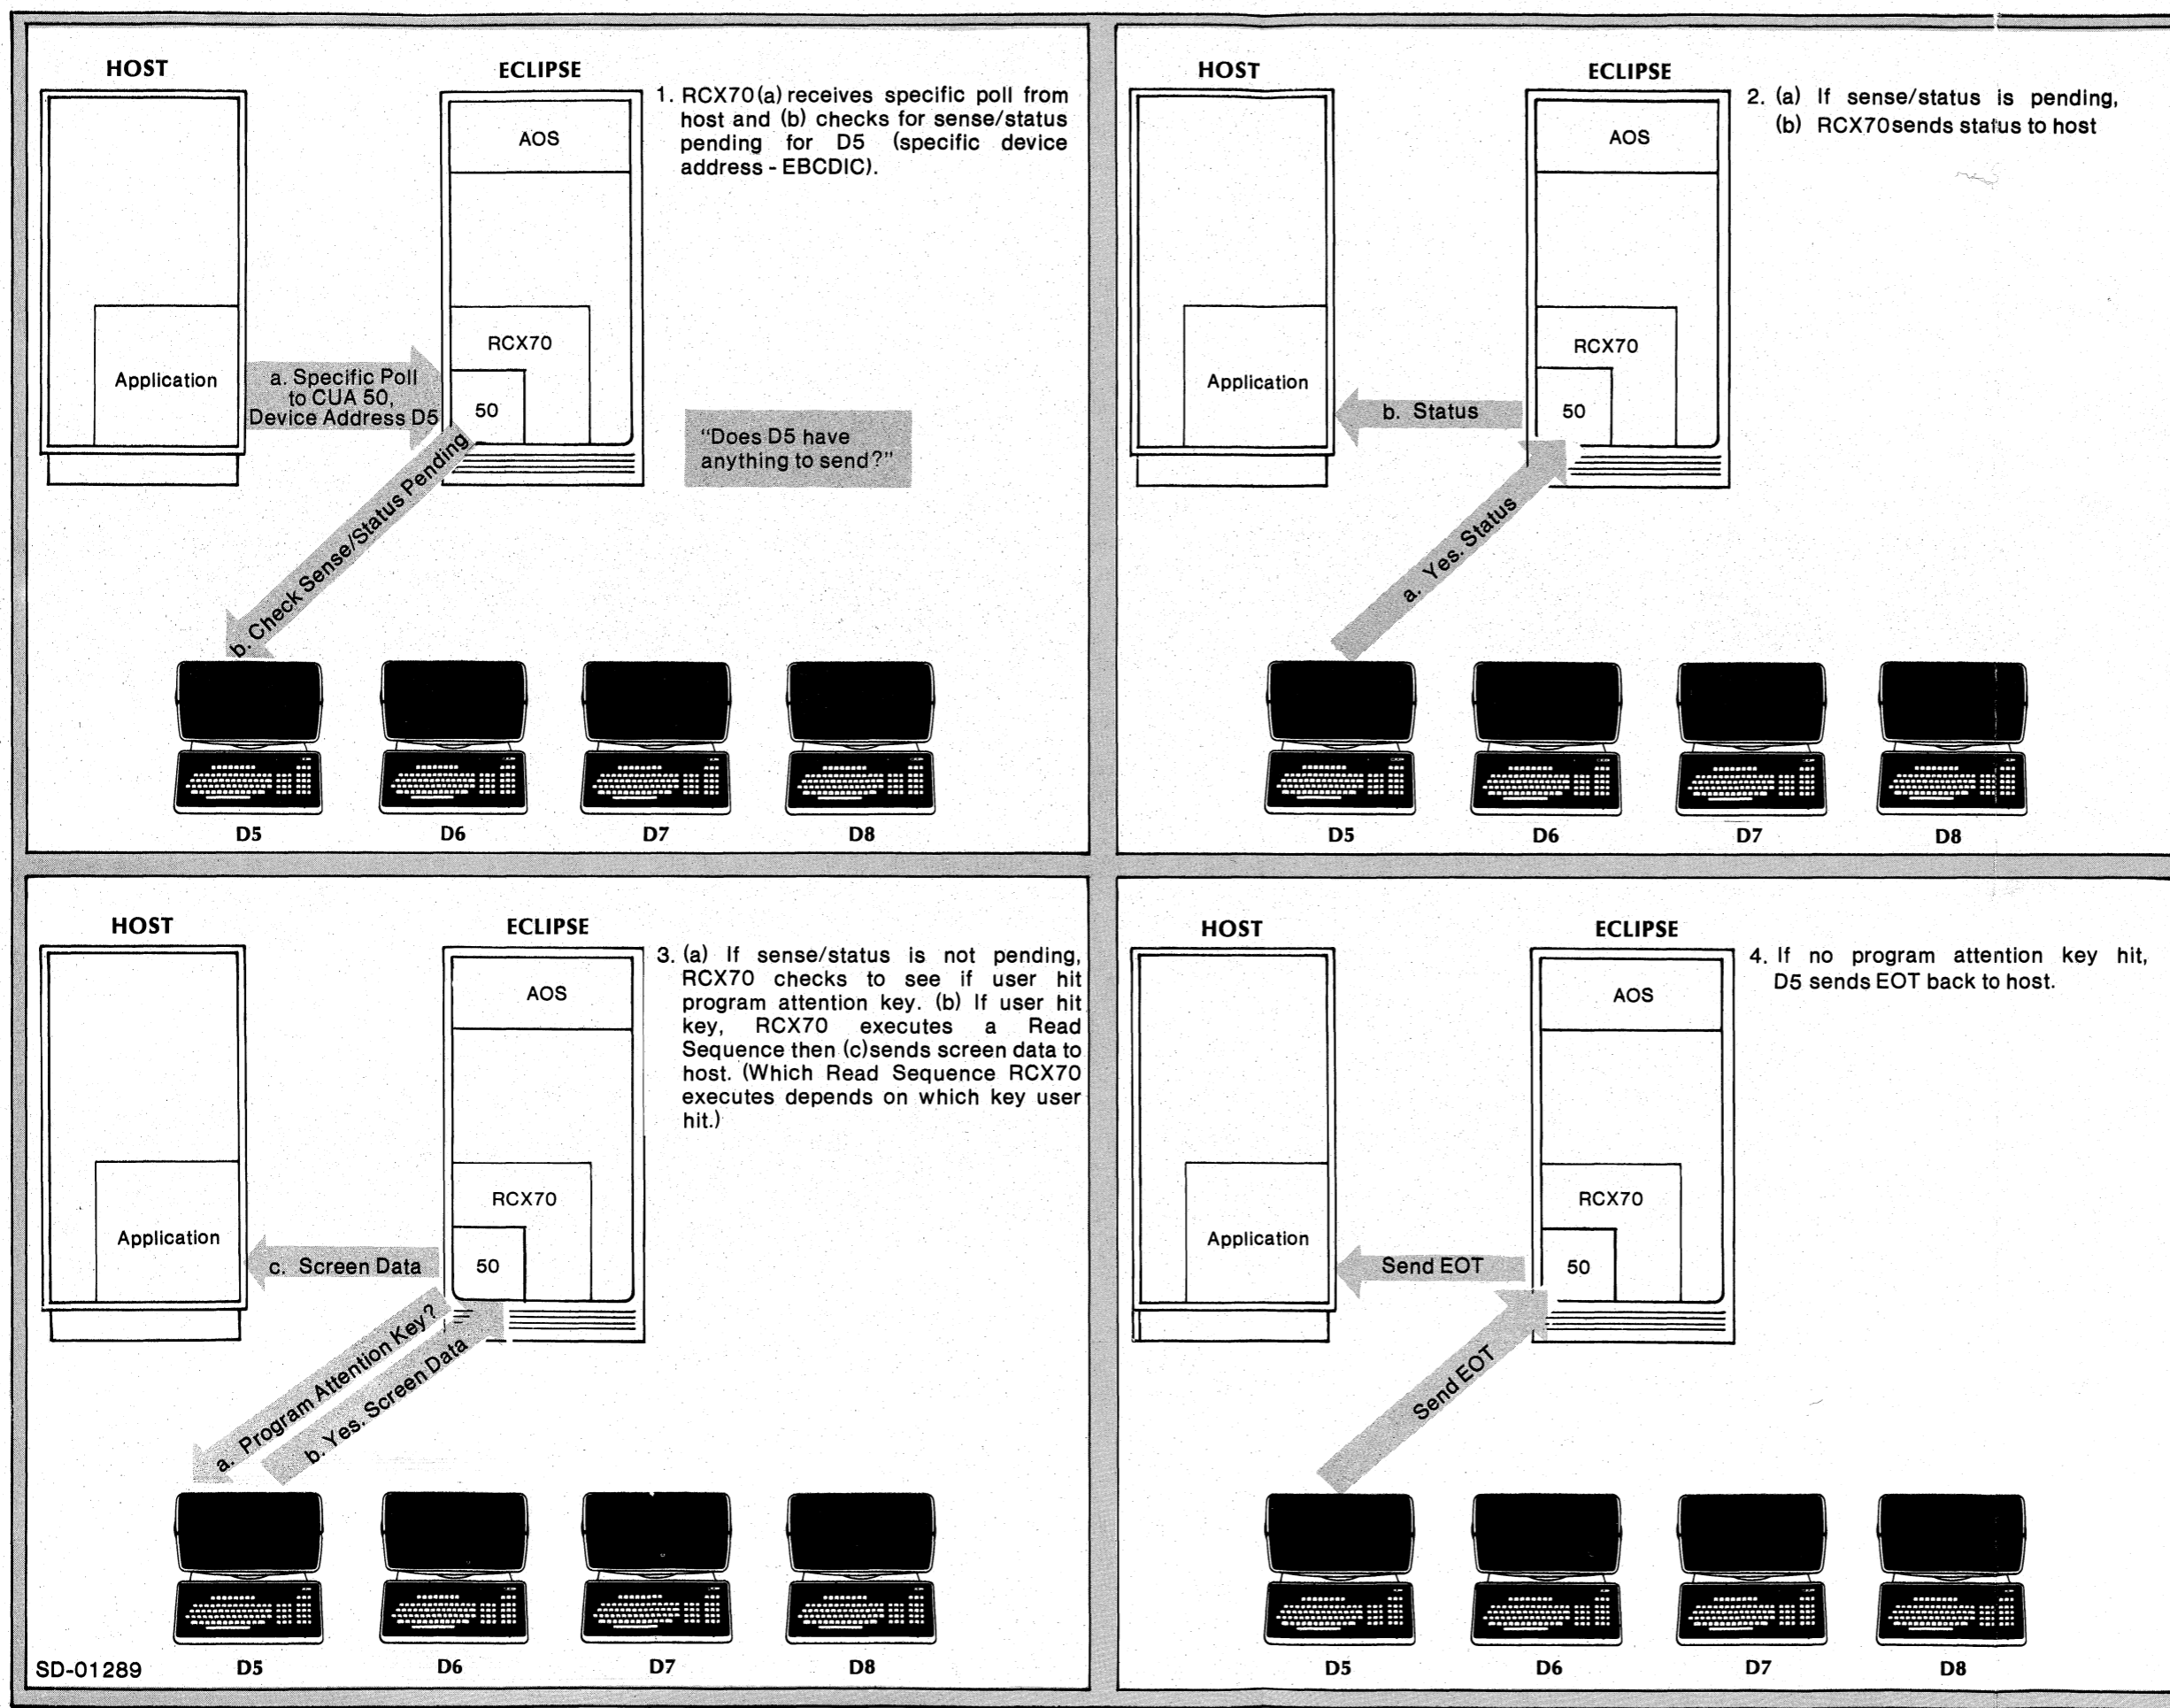 HOST
ECLIPSE
1. RCX70(a) receives specific poll from
host and (b) checks for sense/status
pending for D5 (specific device
address - EBCDIC).
AOS
RCX70
Application
a. Specific Poll
to CUA 50,
Device Address D5
50
"Does D5 have
anything to send?"
b. Check Sense/Status Pending
D5
D6
D7
D8
HOST
ECLIPSE
2. (a) If sense/status is pending,
(b) RCX70sends status to host
AOS
RCX70
Application
b. Status
50
a. Yes. Status
D5
D6
D7
D8
HOST
ECLIPSE
3. (a) If sense/status is not pending,
RCX70 checks to see if user hit
program attention key. (b) If user hit
key, RCX70 executes a Read
Sequence then (c)sends screen data to
host. (Which Read Sequence RCX70
executes depends on which key user
hit.)
AOS
RCX70
Application
c. Screen Data
50
a. Program Attention Key?
b. Yes. Screen Data
D5
D6
D7
D8
SD-01289
HOST
ECLIPSE
4. If no program attention key hit,
D5 sends EOT back to host.
AOS
RCX70
Application
Send EOT
50
Send EOT
D5
D6
D7
D8